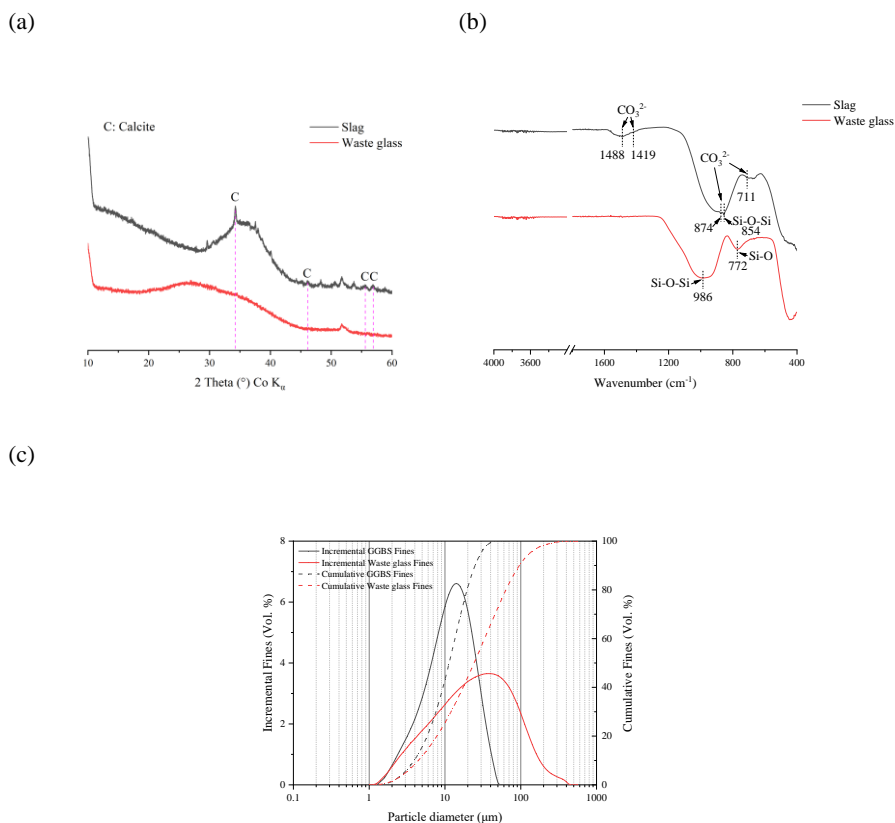 (a)
(b)
C: Calcite
Slag
Waste glass
C
C
CC
10 20 30 40 50 60
2 Theta (°) Co Kα
CO₃²⁻
Slag
Waste glass
1488 1419
CO₃²⁻
711
874
Si-O-Si
854
772
Si-O
Si-O-Si
986
4000 3600 1600 1200 800 400
Wavenumber (cm⁻¹)
(c)
Incremental GGBS Fines
Incremental Waste glass Fines
Cumulative GGBS Fines
Cumulative Waste glass Fines
Incremental Fines (Vol. %)
8
6
4
2
0
100
80
60
40
20
0
Cumulative Fines (Vol. %)
0.1 1 10 100 1000
Particle diameter (μm)